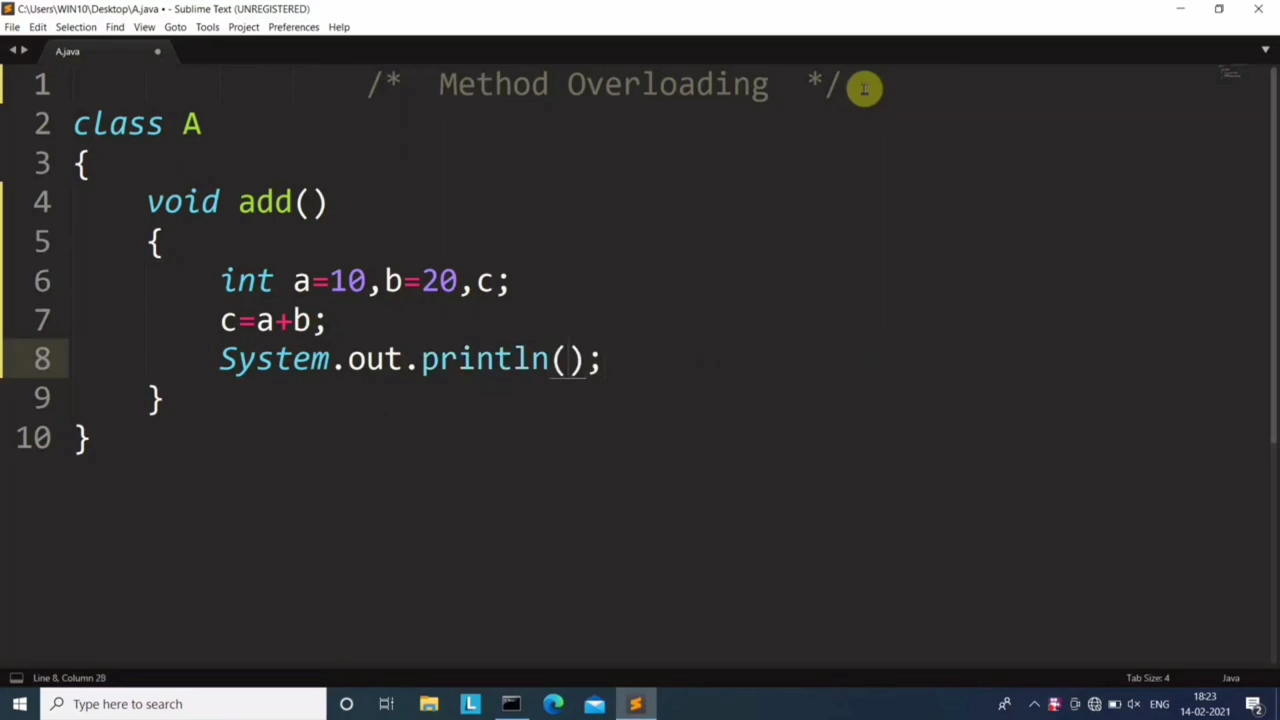 C:\Users\WIN10\Desktop\A.java • - Sublime Text (UNREGISTERED)
File Edit Selection Find View Goto Tools Project Preferences Help
A.java
1 /* Method Overloading */
2 class A
3 {
4 void add()
5 {
6 int a=10,b=20,c;
7 c=a+b;
8 System.out.println();
9 }
10 }
Line 8, Column 28 Tab Size: 4 Java
Type here to search L ENG 18:23
14-02-2021 2